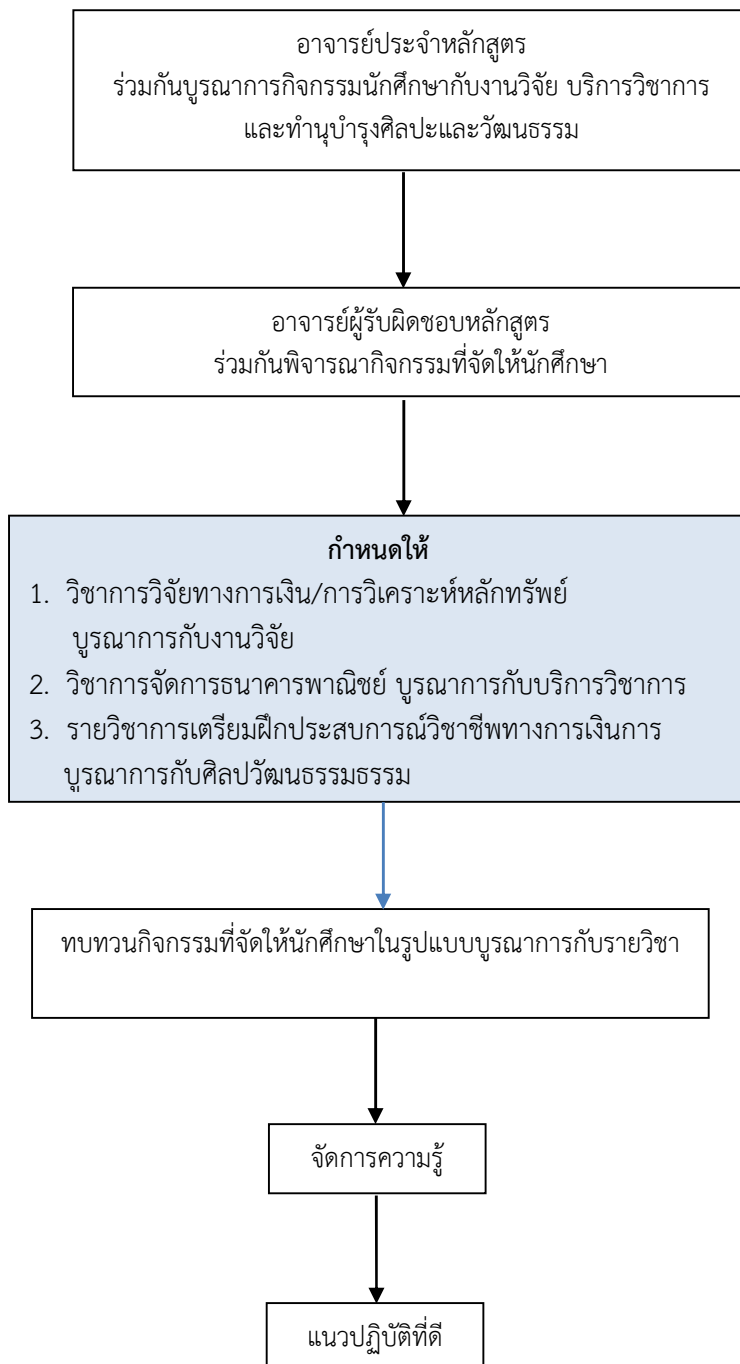 อาจารย์ประจำหลักสูตร
ร่วมกันบูรณาการกิจกรรมนักศึกษากับงานวิจัย บริการวิชาการ
และทำนุบำรุงศิลปะและวัฒนธรรม
อาจารย์ผู้รับผิดชอบหลักสูตร
ร่วมกันพิจารณากิจกรรมที่จัดให้นักศึกษา
กำหนดให้
1. วิชาการวิจัยทางการเงิน/การวิเคราะห์หลักทรัพย์
บูรณาการกับงานวิจัย
2. วิชาการจัดการธนาคารพาณิชย์ บูรณาการกับบริการวิชาการ
3. รายวิชาการเตรียมฝึกประสบการณ์วิชาชีพทางการเงินการ
บูรณาการกับศิลปวัฒนธรรมธรรม
ทบทวนกิจกรรมที่จัดให้นักศึกษาในรูปแบบบูรณาการกับรายวิชา
จัดการความรู้
แนวปฏิบัติที่ดี